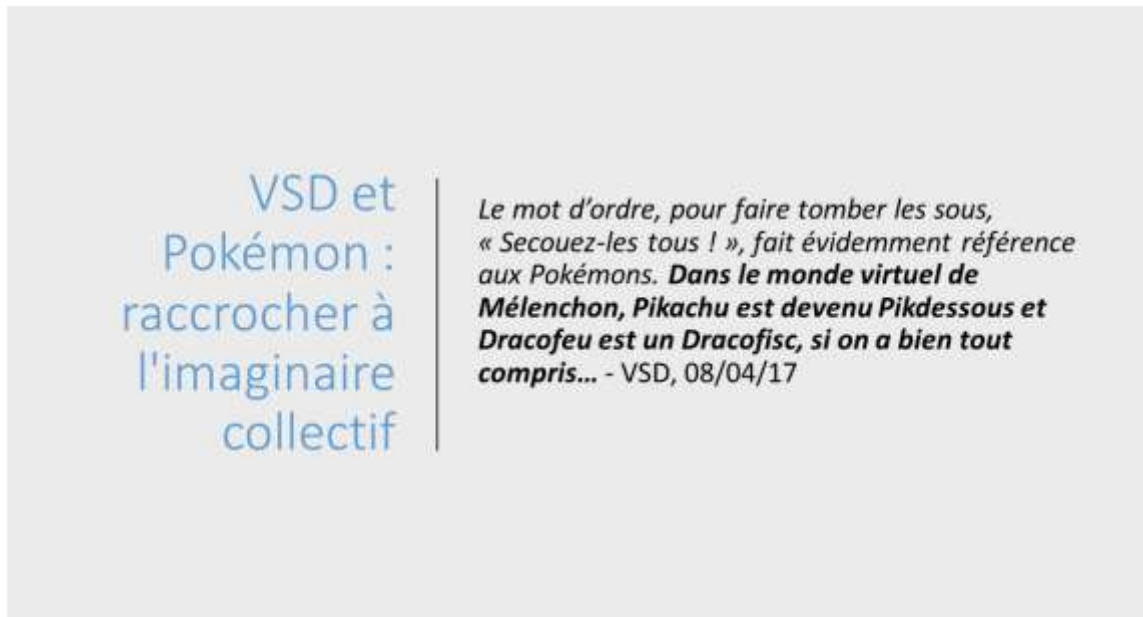 VSD et
Pokémon :
raccrocher à
l'imaginaire
collectif
Le mot d’ordre, pour faire tomber les sous,
« Secouez-les tous ! », fait évidemment référence
aux Pokémons. Dans le monde virtuel de
Mélenchon, Pikachu est devenu Pikdessous et
Dracofeu est un Dracofisc, si on a bien tout
compris… - VSD, 08/04/17